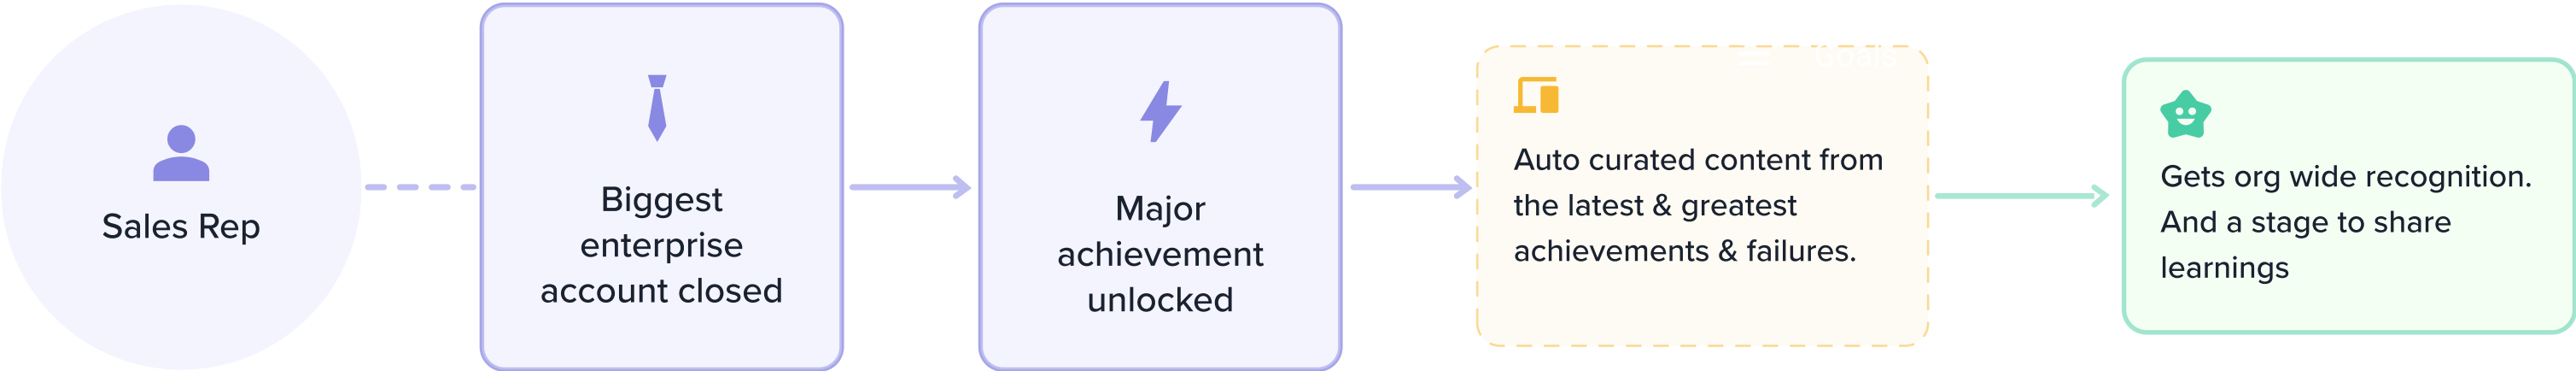 Sales Rep
Biggest
enterprise
account closed
Major
achievement
unlocked
Goals
Auto curated content from
the latest & greatest
achievements & failures.
Gets org wide recognition.
And a stage to share
learnings